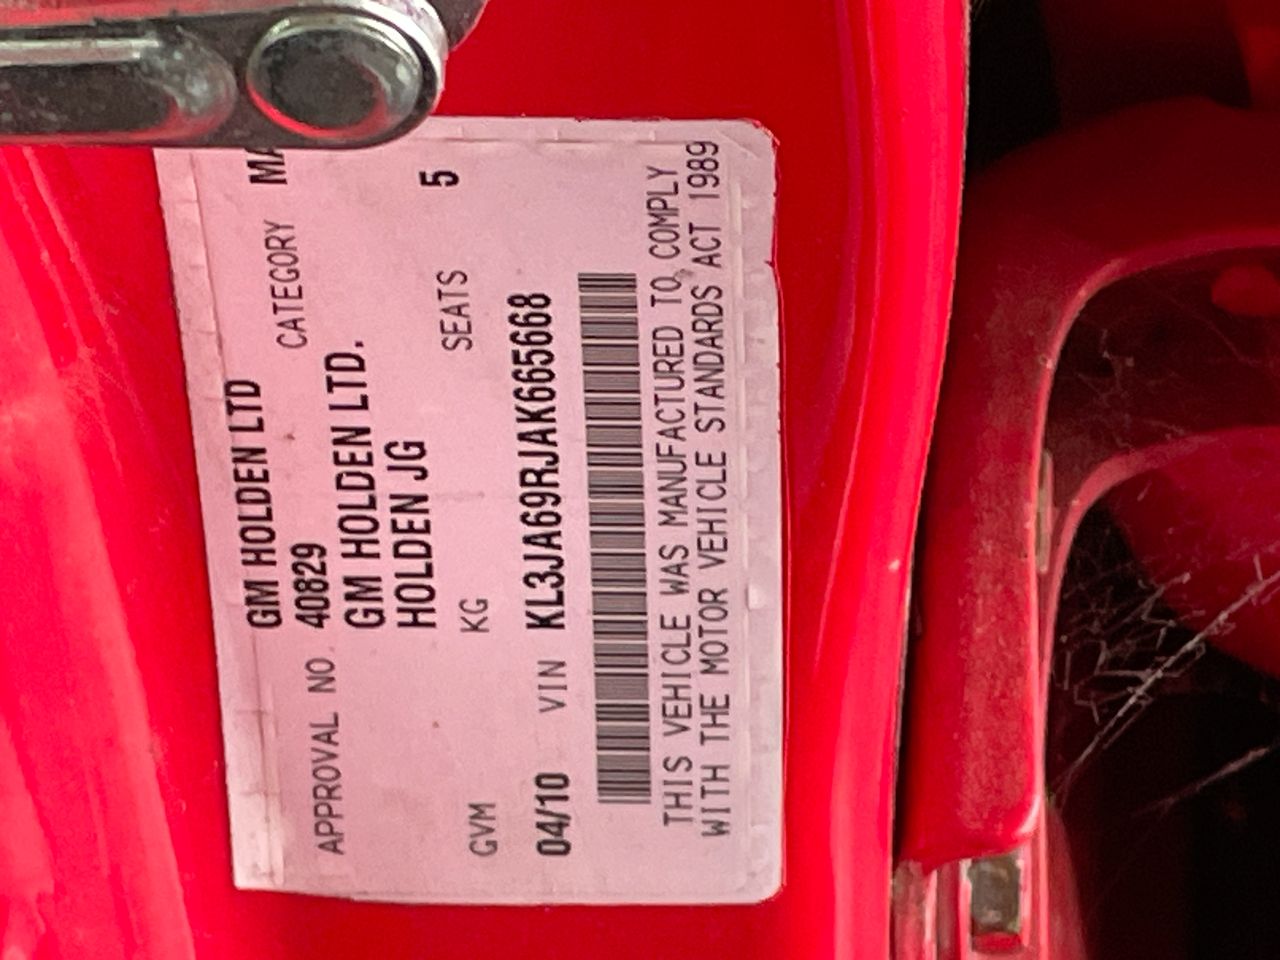 GM HOLDEN LTD
APPROVAL NO. 40829 CATEGORY
GM HOLDEN LTD.
HOLDEN JG
GVM KG SEATS 5
04/10 VIN KL3JA69RJAK665668
THIS VEHICLE WAS MANUFACTURED TO COMPLY
WITH THE MOTOR VEHICLE STANDARDS ACT 1989